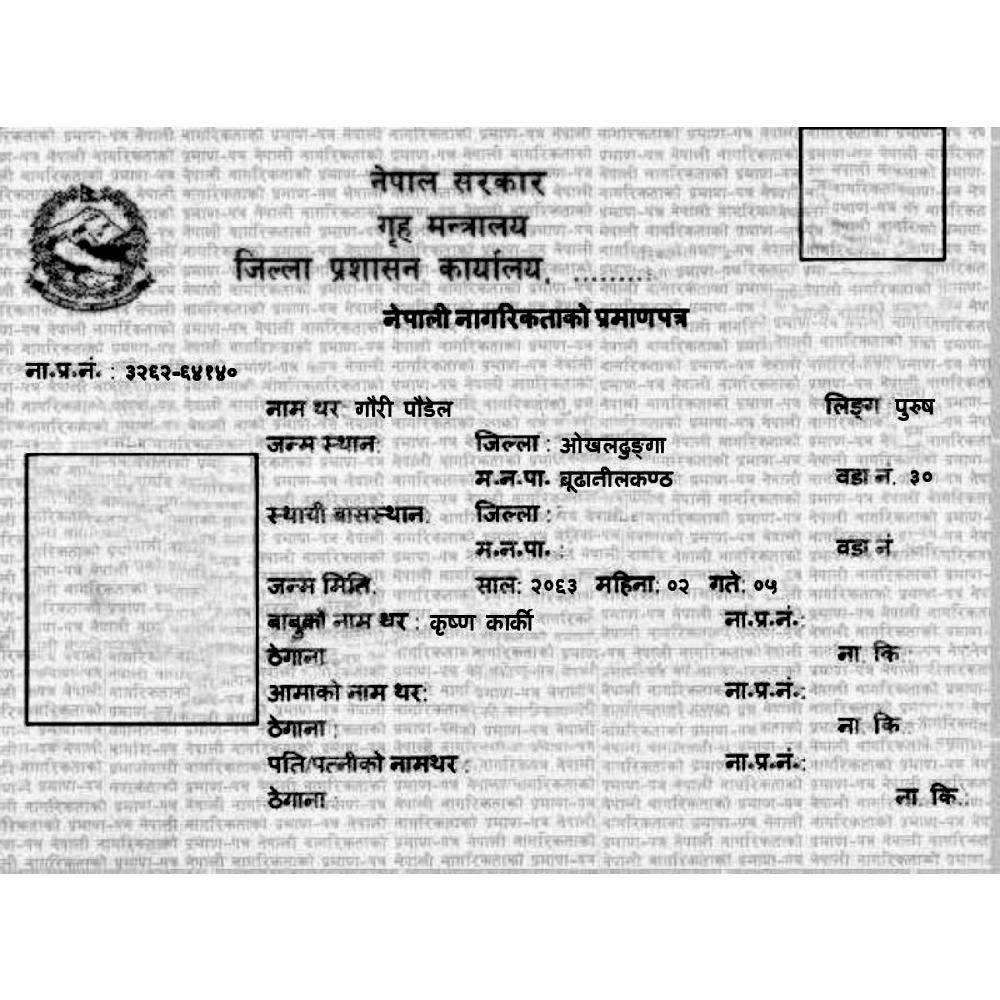 नेपाल सरकार
गृह मन्त्रालय
जिल्ला प्रशासन कार्यालय, .........
नेपाली नागरिकताको प्रमाणपत्र
ना.प्र.नं. : ३२६२-६४१४०
नाम थर: गौरी पौडेल लिङ्ग पुरुष
जन्म स्थान: जिल्ला : ओखलढुङ्गा
म.न.पा. बूढानीलकण्ठ वडा नं. ३०
स्थायी बासस्थान: जिल्ला :
म.न.पा. : वडा नं.
जन्म मिति: साल: २०६३ महिना: ०२ गते: ०५
बाबुको नाम थर : कृष्ण कार्की ना.प्र.नं.:
ठेगाना ना. कि.:
आमाको नाम थर: ना.प्र.नं.:
ठेगाना : ना. कि.:
पति/पत्नीको नामथर : ना.प्र.नं.:
ठेगाना : ना. कि.: